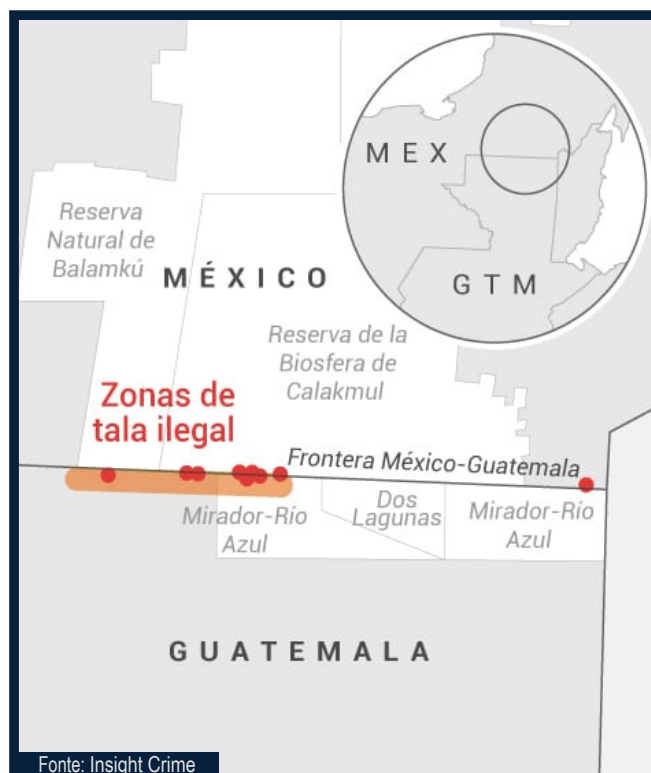 MEX
GTM
Reserva
Natural de
Balamkú
MÉXICO
Reserva de la
Biosfera de
Calakmul
Zonas de
tala ilegal
Frontera México-Guatemala
Mirador-Río
Azul
Dos
Lagunas
Mirador-Río
Azul
GUATEMALA
Fonte: Insight Crime